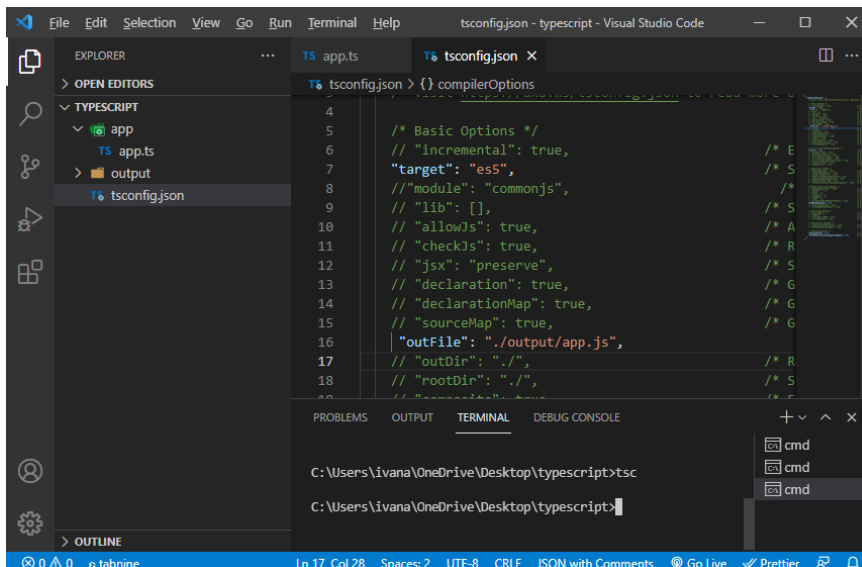 File Edit Selection View Go Run Terminal Help tsconfig.json - typescript - Visual Studio Code
EXPLORER
OPEN EDITORS
TYPESCRIPT
app
TS app.ts
output
tsconfig.json
OUTLINE
TS app.ts
tsconfig.json
tsconfig.json > {} compilerOptions
4
5 /* Basic Options */
6 // "incremental": true, /* E
7 "target": "es5", /* S
8 //"module": "commonjs", /*
9 // "lib": [], /* S
10 // "allowJs": true, /* A
11 // "checkJs": true, /* R
12 // "jsx": "preserve", /* S
13 // "declaration": true, /* G
14 // "declarationMap": true, /* G
15 // "sourceMap": true, /* G
16 "outFile": "./output/app.js",
17 // "outDir": "./", /* R
18 // "rootDir": "./", /* S
PROBLEMS OUTPUT TERMINAL DEBUG CONSOLE
C:\Users\ivana\OneDrive\Desktop\typescript>tsc
C:\Users\ivana\OneDrive\Desktop\typescript>
cmd
cmd
cmd
0 0 tabnine Ln 17, Col 28 Spaces: 2 UTF-8 CRLF JSON with Comments Go Live Prettier